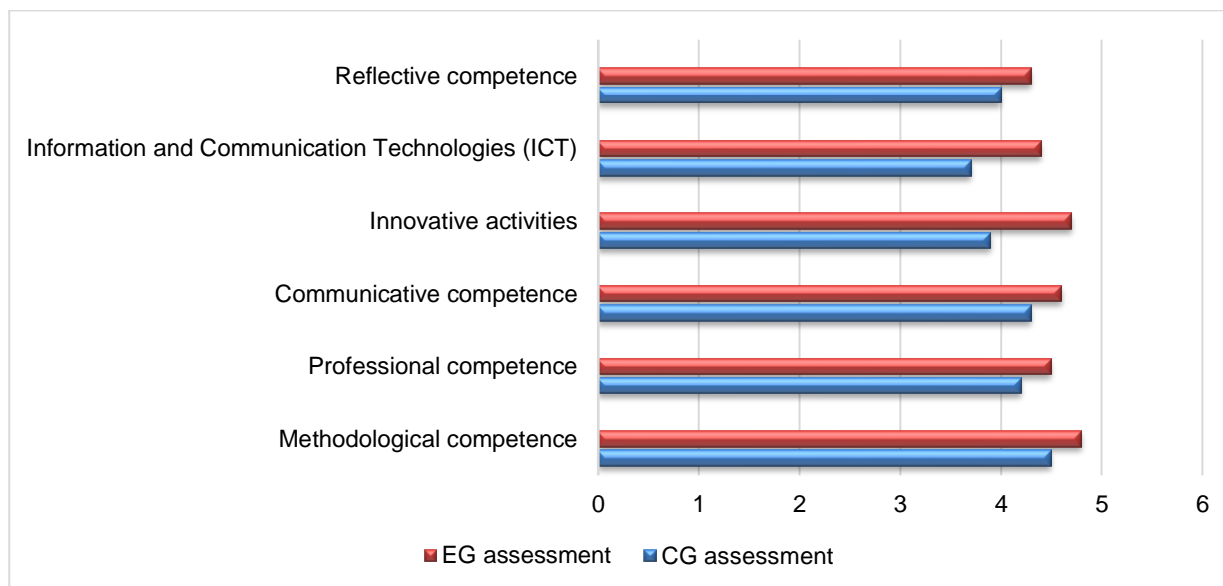 Reflective competence
Information and Communication Technologies (ICT)
Innovative activities
Communicative competence
Professional competence
Methodological competence
0 1 2 3 4 5 6
EG assessment CG assessment